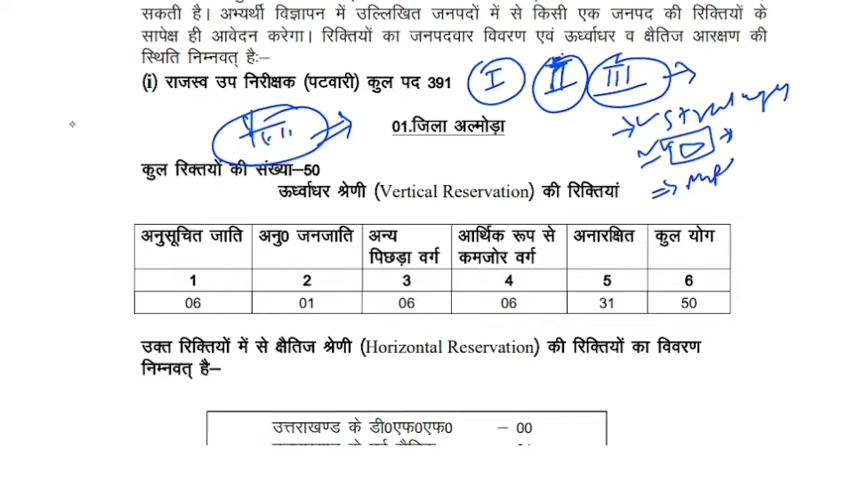 सकती है। अभ्यर्थी विज्ञापन में उल्लिखित जनपदों में से किसी एक जनपद की रिक्तियों के
सापेक्ष ही आवेदन करेगा। रिक्तियों का जनपदवार विवरण एवं ऊर्ध्वाधर व क्षैतिज आरक्षण की
स्थिति निम्नवत् है:–
(i) राजस्व उप निरीक्षक (पटवारी) कुल पद 391
I II III
Strategy
01.जिला अल्मोड़ा
कुल रिक्तयों की संख्या–50
ऊर्ध्वाधर श्रेणी (Vertical Reservation) की रिक्तियां
अनुसूचित जाति अनु0 जनजाति अन्य पिछड़ा वर्ग आर्थिक रूप से कमजोर वर्ग अनारक्षित कुल योग
1 2 3 4 5 6
06 01 06 06 31 50
उक्त रिक्तियों में से क्षैतिज श्रेणी (Horizontal Reservation) की रिक्तियों का विवरण
निम्नवत् है–
उत्तराखण्ड के डी0एफ0एफ0 – 00